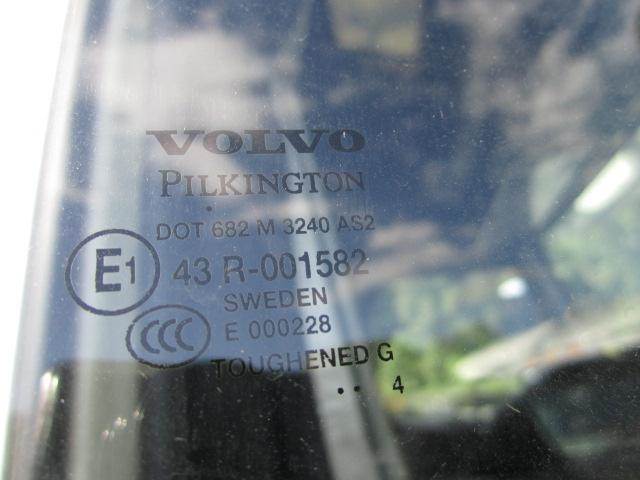 VOLVO
PILKINGTON
DOT 682 M 3240 AS2
E1 43 R-001582
SWEDEN
CCC E 000228
TOUGHENED G
.. 4